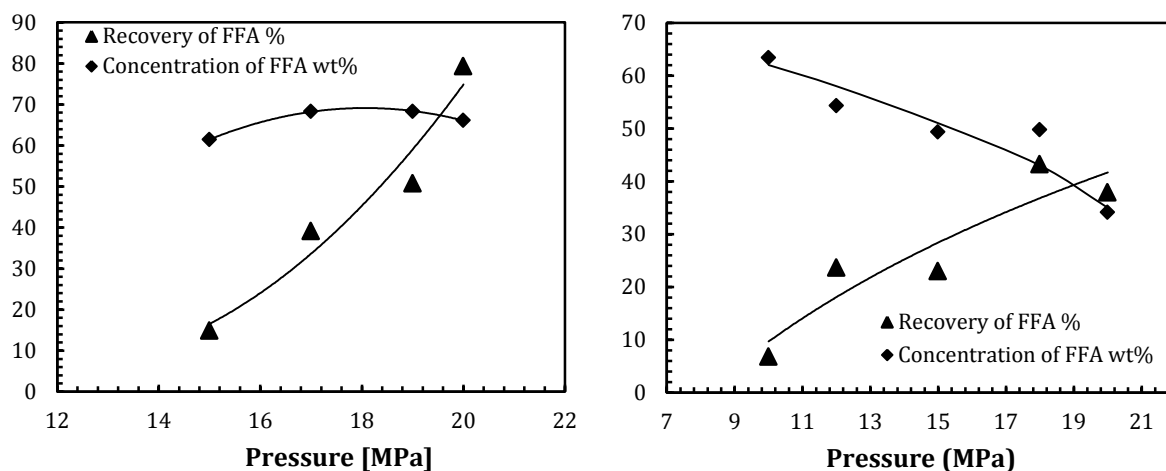 90
80
70
60
50
40
30
20
10
0
Recovery of FFA %
Concentration of FFA wt%
12 14 16 18 20 22
Pressure [MPa]
70
60
50
40
30
20
10
0
Recovery of FFA %
Concentration of FFA wt%
7 9 11 13 15 17 19 21
Pressure (MPa)